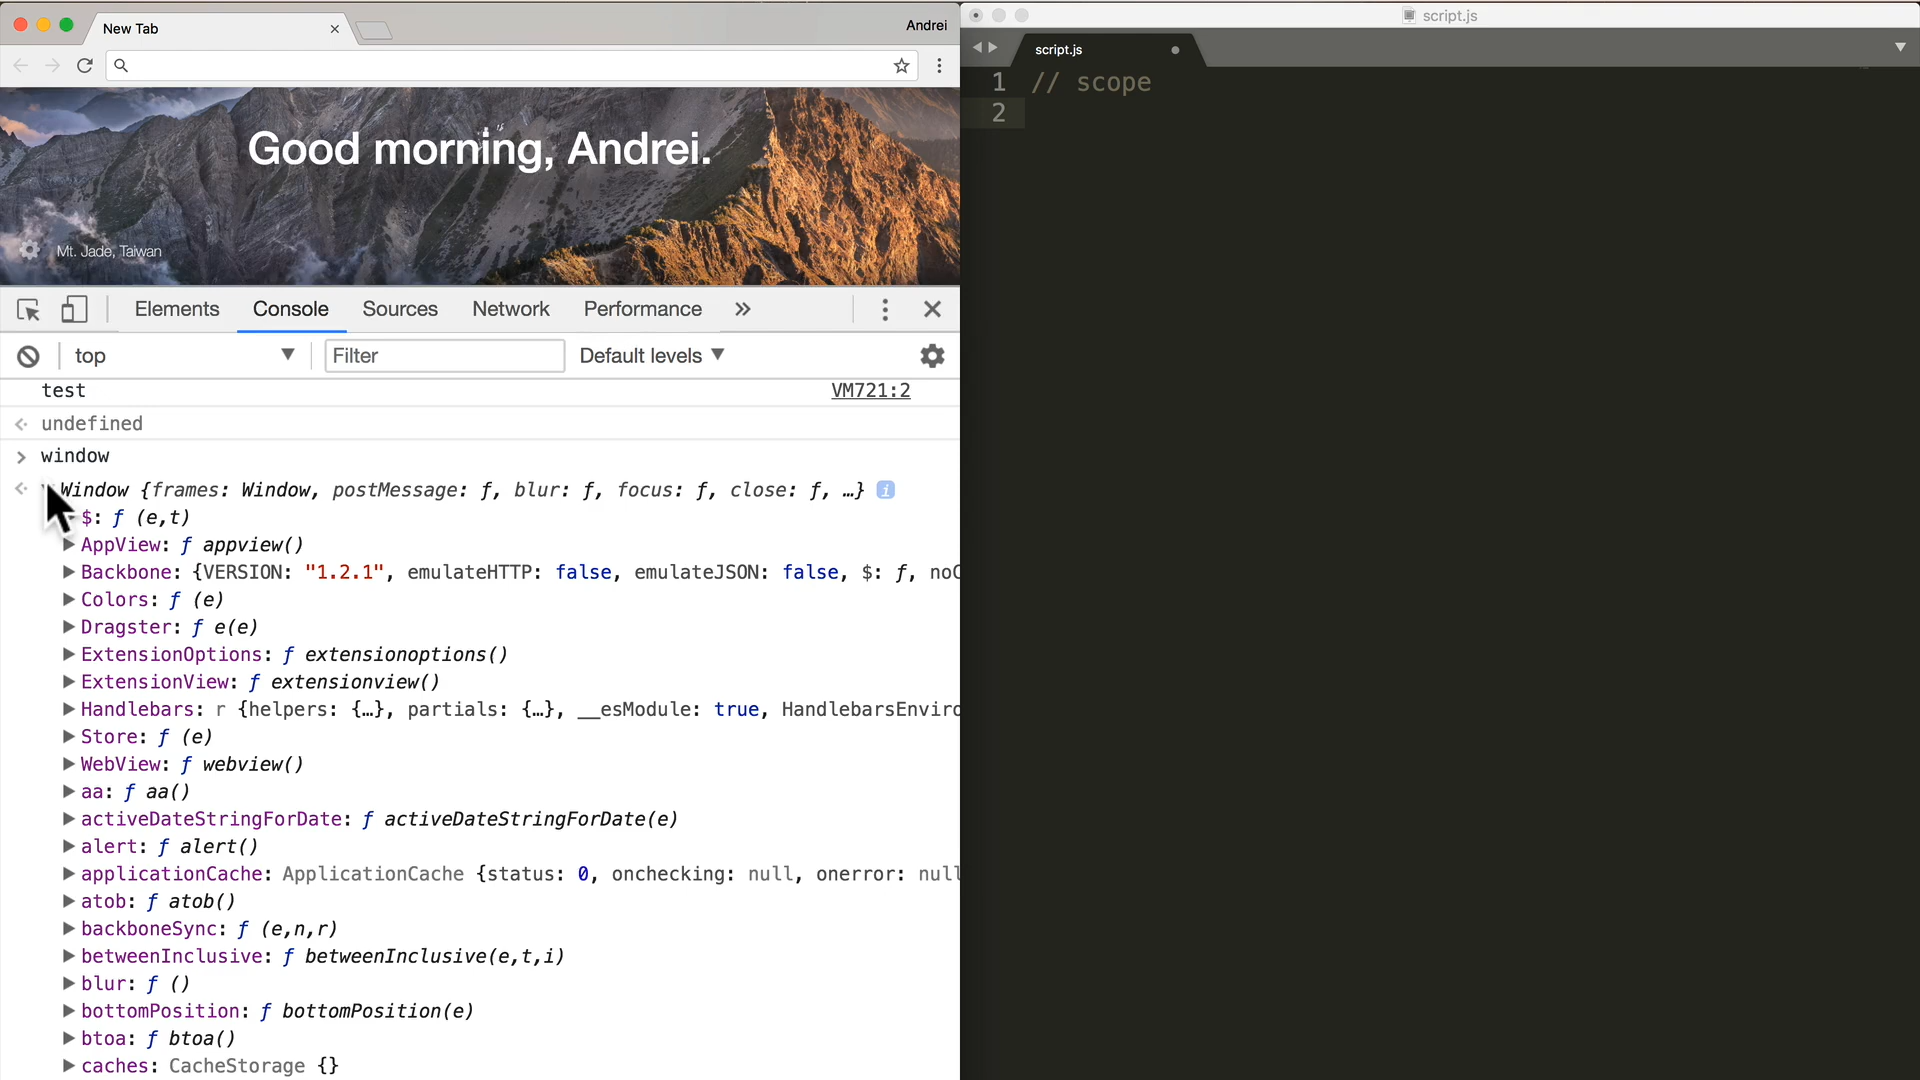 New Tab
Andrei
Good morning, Andrei.
Mt. Jade, Taiwan
Elements Console Sources Network Performance »
top Filter Default levels
test VM721:2
undefined
> window
Window {frames: Window, postMessage: ƒ, blur: ƒ, focus: ƒ, close: ƒ, …} i
$: ƒ (e,t)
AppView: ƒ appview()
Backbone: {VERSION: "1.2.1", emulateHTTP: false, emulateJSON: false, $: ƒ, noC
Colors: ƒ (e)
Dragster: ƒ e(e)
ExtensionOptions: ƒ extensionoptions()
ExtensionView: ƒ extensionview()
Handlebars: r {helpers: {…}, partials: {…}, __esModule: true, HandlebarsEnviro
Store: ƒ (e)
WebView: ƒ webview()
aa: ƒ aa()
activeDateStringForDate: ƒ activeDateStringForDate(e)
alert: ƒ alert()
applicationCache: ApplicationCache {status: 0, onchecking: null, onerror: null
atob: ƒ atob()
backboneSync: ƒ (e,n,r)
betweenInclusive: ƒ betweenInclusive(e,t,i)
blur: ƒ ()
bottomPosition: ƒ bottomPosition(e)
btoa: ƒ btoa()
caches: CacheStorage {}
script.js
script.js
1 // scope
2